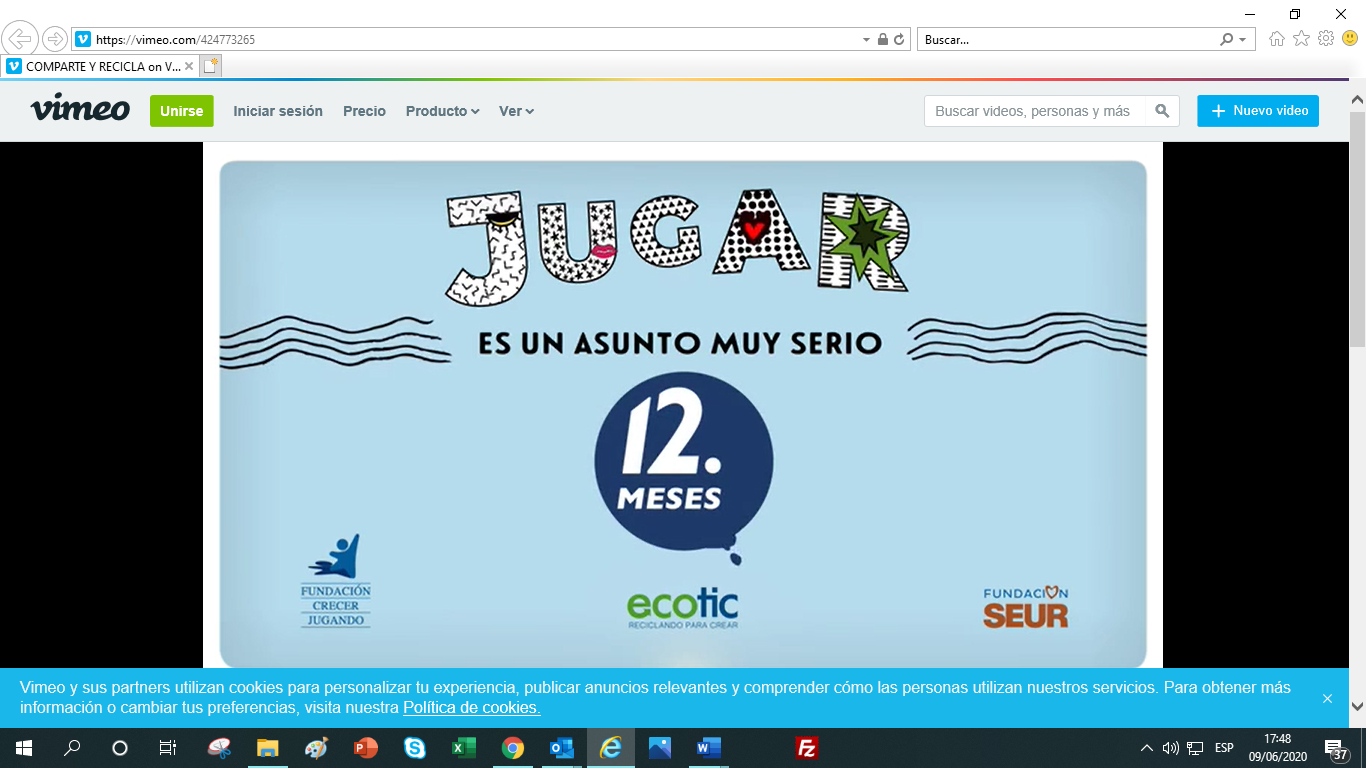 https://vimeo.com/424773265
Buscar...
COMPARTE Y RECICLA on V...
vimeo
Unirse
Iniciar sesión
Precio
Producto
Ver
Buscar videos, personas y más
Nuevo video
JUGAR
ES UN ASUNTO MUY SERIO
12.
MESES
FUNDACIÓN
CRECER
JUGANDO
ecotic
RECICLANDO PARA CREAR
FUNDACIÓN
SEUR
Vimeo y sus partners utilizan cookies para personalizar tu experiencia, publicar anuncios relevantes y comprender cómo las personas utilizan nuestros servicios. Para obtener más
información o cambiar tus preferencias, visita nuestra Política de cookies.
ESP
17:48
09/06/2020
37